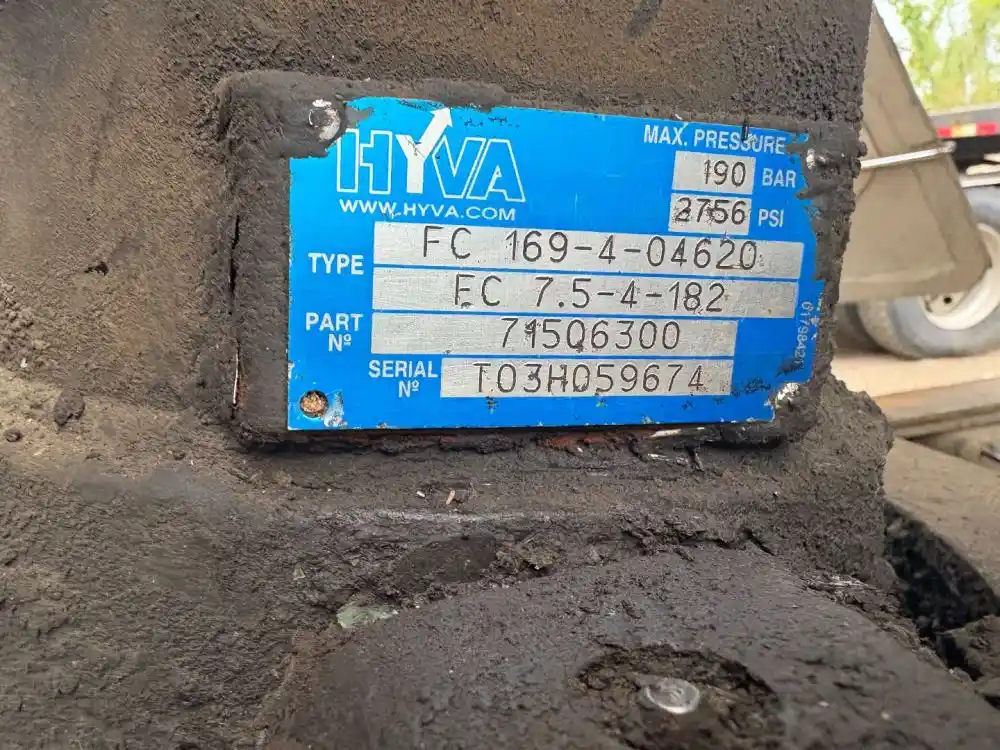 HYVA
WWW.HYVA.COM
MAX. PRESSURE
190 BAR
2756 PSI
TYPE FC 169-4-04620
FC 7.5-4-182
PART Nº 71506300
SERIAL Nº T03H059674